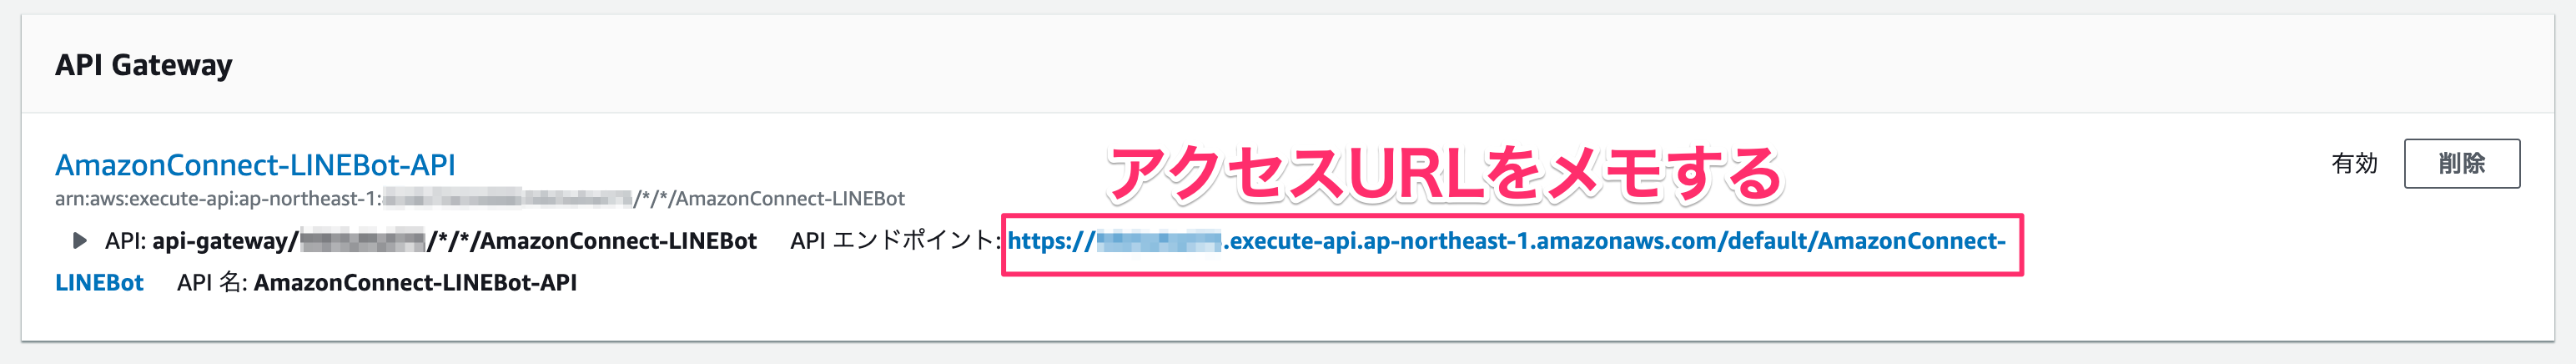 API Gateway
AmazonConnect-LINEBot-API
アクセスURLをメモする
有効
削除
arn:aws:execute-api:ap-northeast-1:/*/*/AmazonConnect-LINEBot
▶ API: api-gateway//*/*/AmazonConnect-LINEBot API エンドポイント: https://.execute-api.ap-northeast-1.amazonaws.com/default/AmazonConnect-
LINEBot API 名: AmazonConnect-LINEBot-API